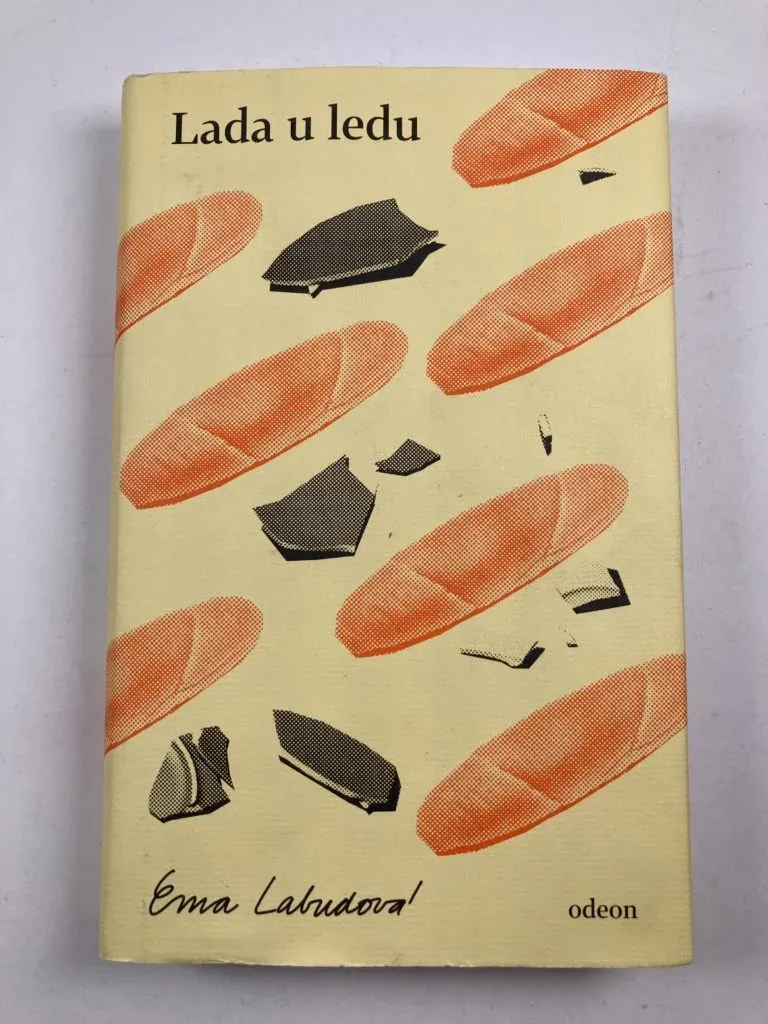 Lada u ledu
Ema Labudová
odeon